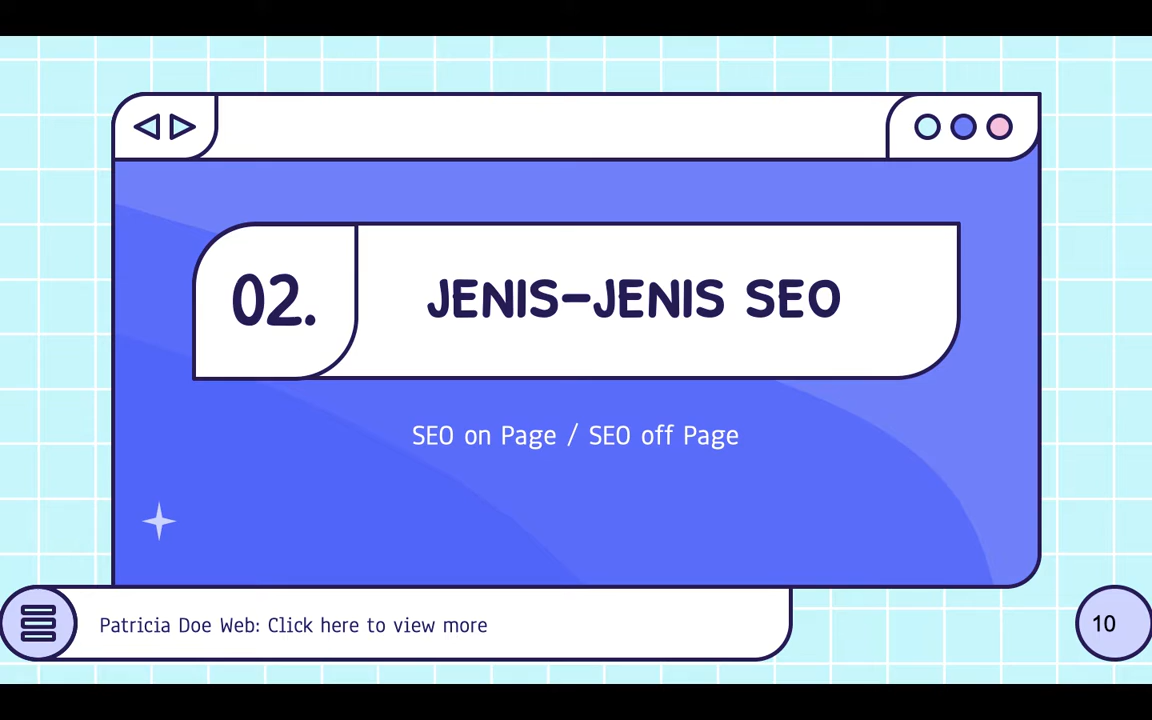 02.
JENIS-JENIS SEO
SEO on Page / SEO off Page
Patricia Doe Web: Click here to view more
10